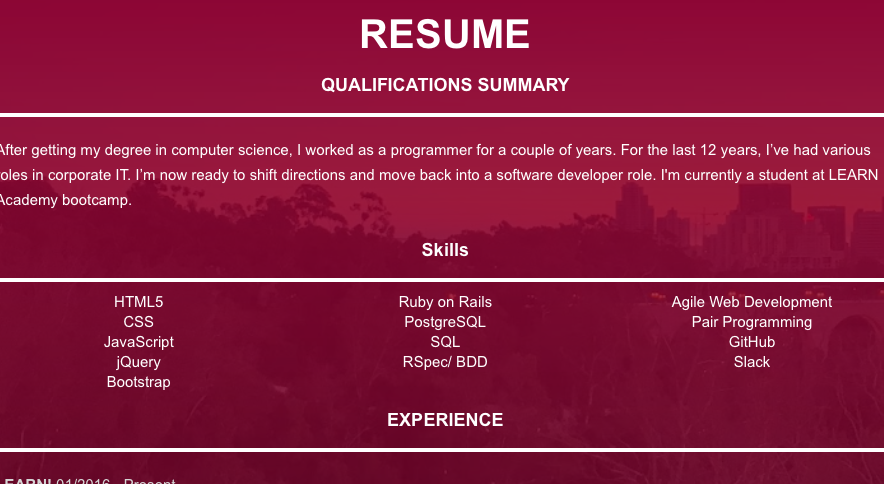 RESUME
QUALIFICATIONS SUMMARY
After getting my degree in computer science, I worked as a programmer for a couple of years. For the last 12 years, I've had various
roles in corporate IT. I'm now ready to shift directions and move back into a software developer role. I'm currently a student at LEARN
Academy bootcamp.
Skills
HTML5 Ruby on Rails Agile Web Development
CSS PostgreSQL Pair Programming
JavaScript SQL GitHub
jQuery RSpec/ BDD Slack
Bootstrap
EXPERIENCE
01/2016 - Present